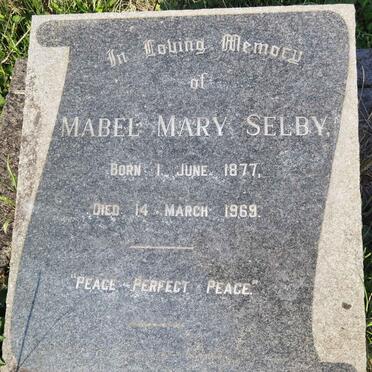 In Loving Memory
of
MABEL MARY SELBY.
BORN 1. JUNE. 1877.
DIED 14 MARCH 1969.
"PEACE - PERFECT PEACE."